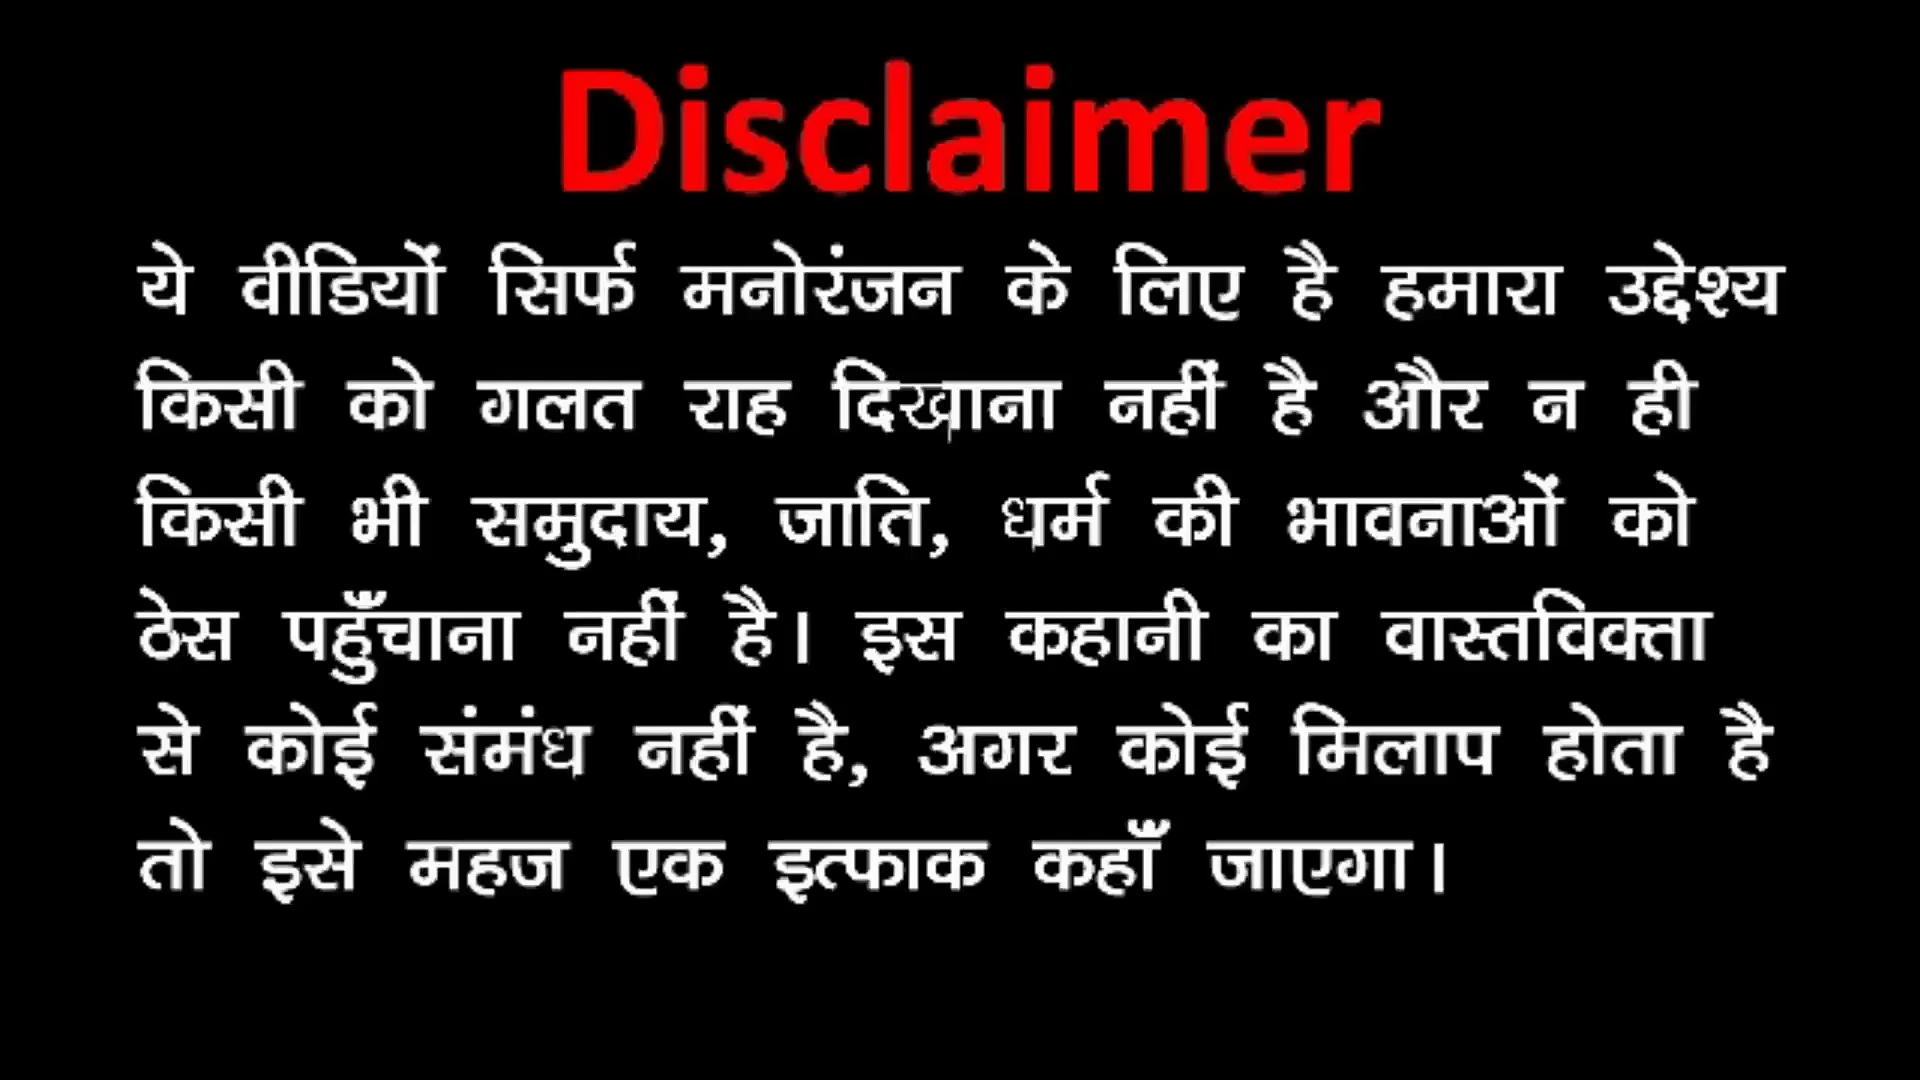 Disclaimer
ये वीडियों सिर्फ मनोरंजन के लिए है हमारा उद्देश्य
किसी को गलत राह दिखाना नहीं है और न ही
किसी भी समुदाय, जाति, धर्म की भावनाओं को
ठेस पहुँचाना नहीं है। इस कहानी का वास्तविक्ता
से कोई संमंध नहीं है, अगर कोई मिलाप होता है
तो इसे महज एक इत्फाक कहाँ जाएगा।